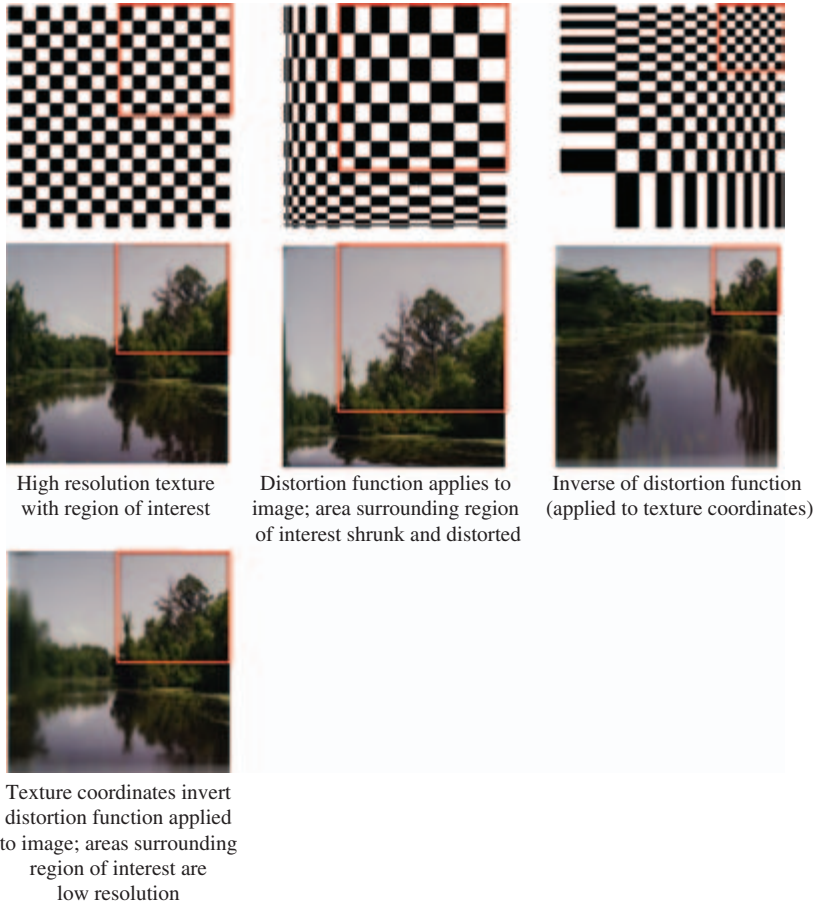 High resolution texture
with region of interest
Distortion function applies to
image; area surrounding region
of interest shrunk and distorted
Inverse of distortion function
(applied to texture coordinates)
Texture coordinates invert
distortion function applied
to image; areas surrounding
region of interest are
low resolution